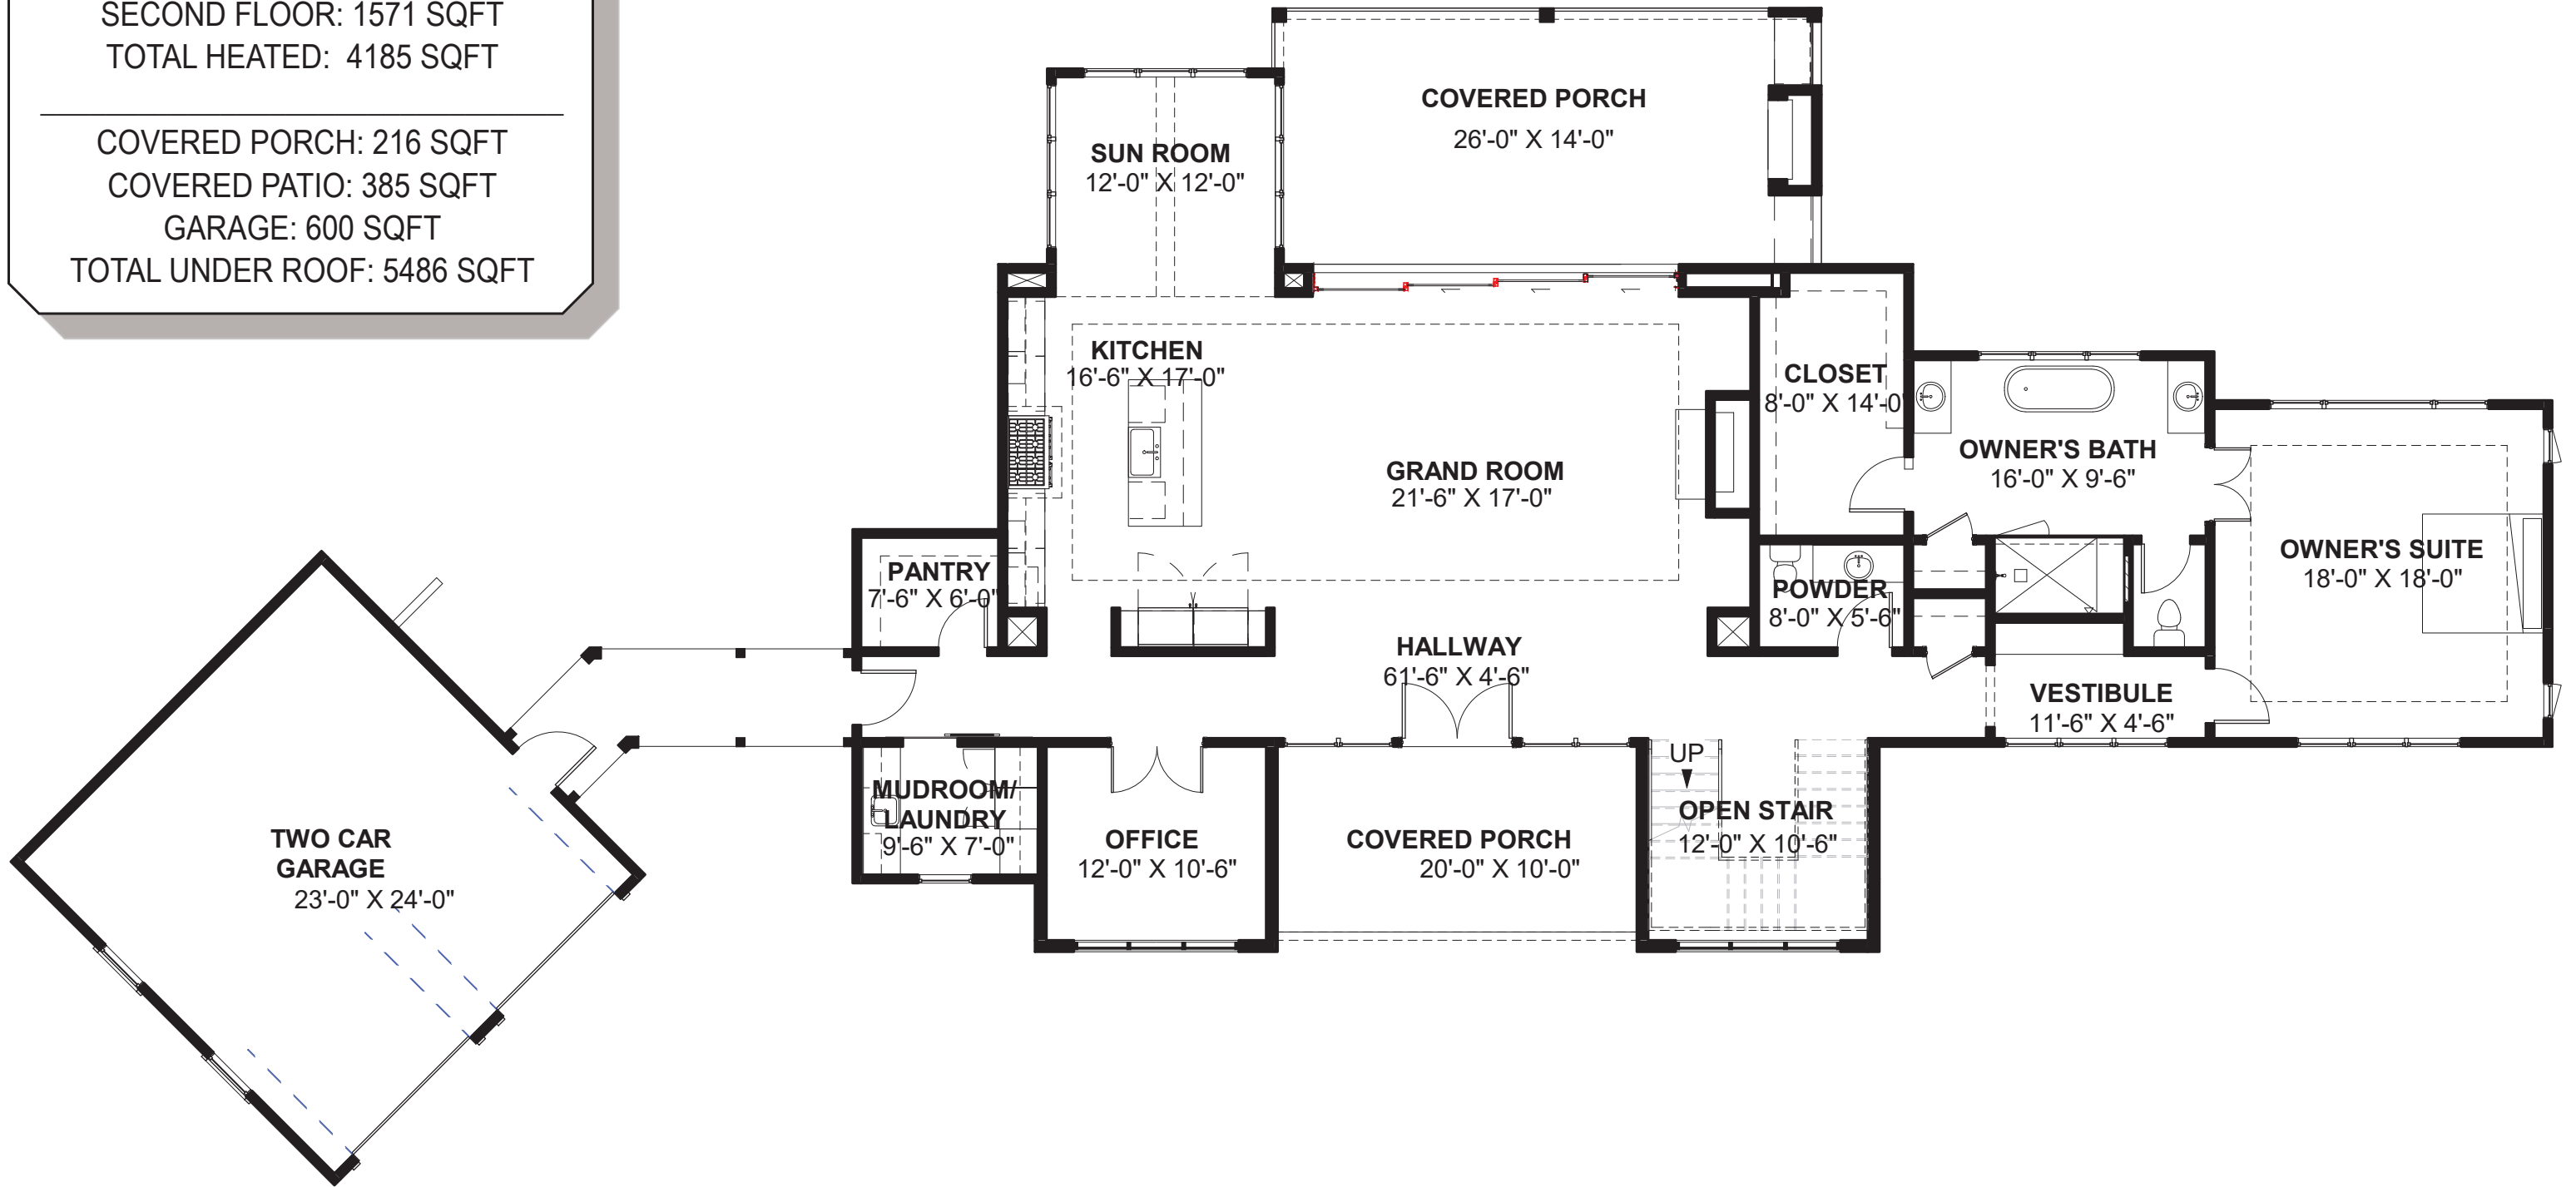 SECOND FLOOR: 1571 SQFT
TOTAL HEATED: 4185 SQFT
COVERED PORCH: 216 SQFT
COVERED PATIO: 385 SQFT
GARAGE: 600 SQFT
TOTAL UNDER ROOF: 5486 SQFT
COVERED PORCH
26'-0" X 14'-0"
SUN ROOM
12'-0" X 12'-0"
KITCHEN
16'-6" X 17'-0"
CLOSET
8'-0" X 14'-0"
GRAND ROOM
21'-6" X 17'-0"
OWNER'S BATH
16'-0" X 9'-6"
OWNER'S SUITE
18'-0" X 18'-0"
PANTRY
7'-6" X 6'-0"
POWDER
8'-0" X 5'-6"
HALLWAY
61'-6" X 4'-6"
VESTIBULE
11'-6" X 4'-6"
UP
MUDROOM/
LAUNDRY
9'-6" X 7'-0"
OFFICE
12'-0" X 10'-6"
COVERED PORCH
20'-0" X 10'-0"
OPEN STAIR
12'-0" X 10'-6"
TWO CAR
GARAGE
23'-0" X 24'-0"